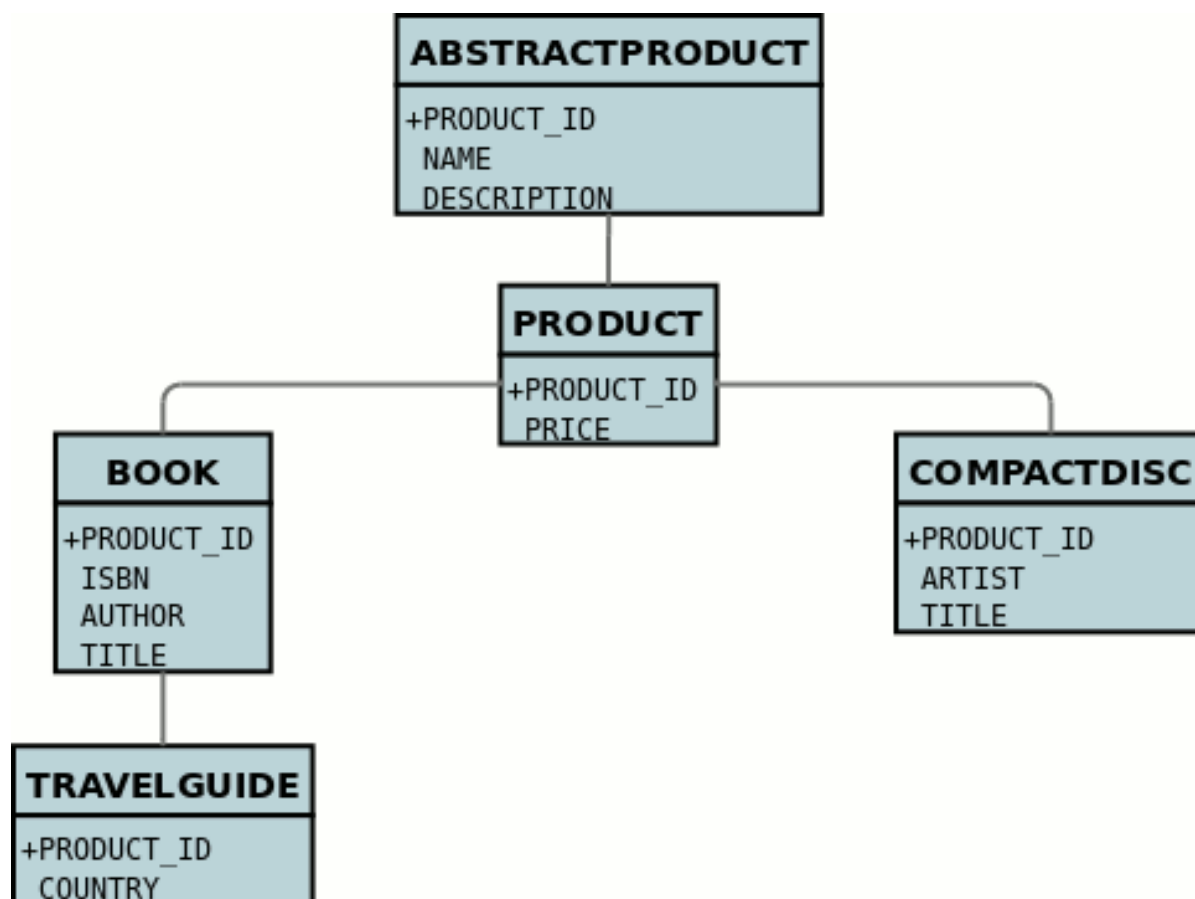 ABSTRACTPRODUCT
+PRODUCT_ID
NAME
DESCRIPTION
PRODUCT
+PRODUCT_ID
PRICE
BOOK
+PRODUCT_ID
ISBN
AUTHOR
TITLE
COMPACTDISC
+PRODUCT_ID
ARTIST
TITLE
TRAVELGUIDE
+PRODUCT_ID
COUNTRY